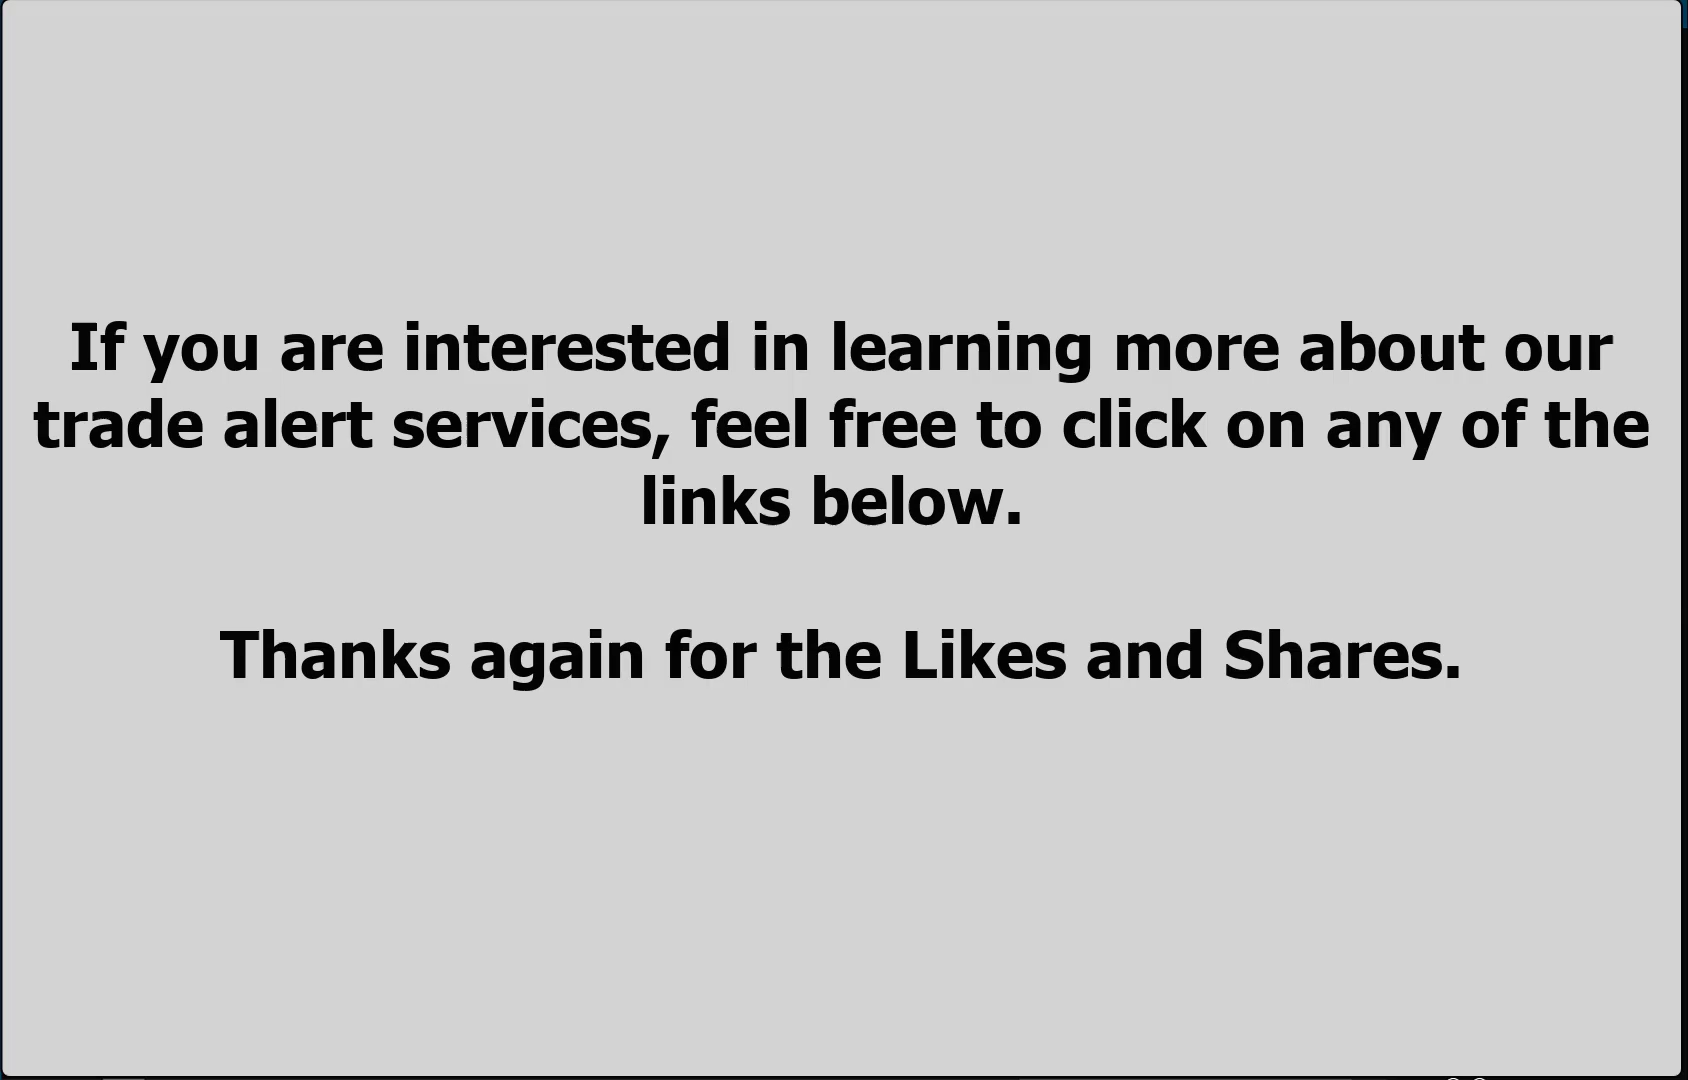 If you are interested in learning more about our
trade alert services, feel free to click on any of the
links below.
Thanks again for the Likes and Shares.